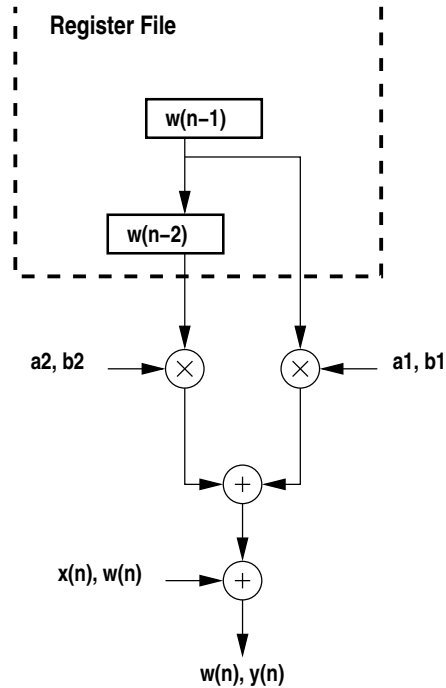 Register File
w(n−1)
w(n−2)
a2, b2
a1, b1
x(n), w(n)
w(n), y(n)